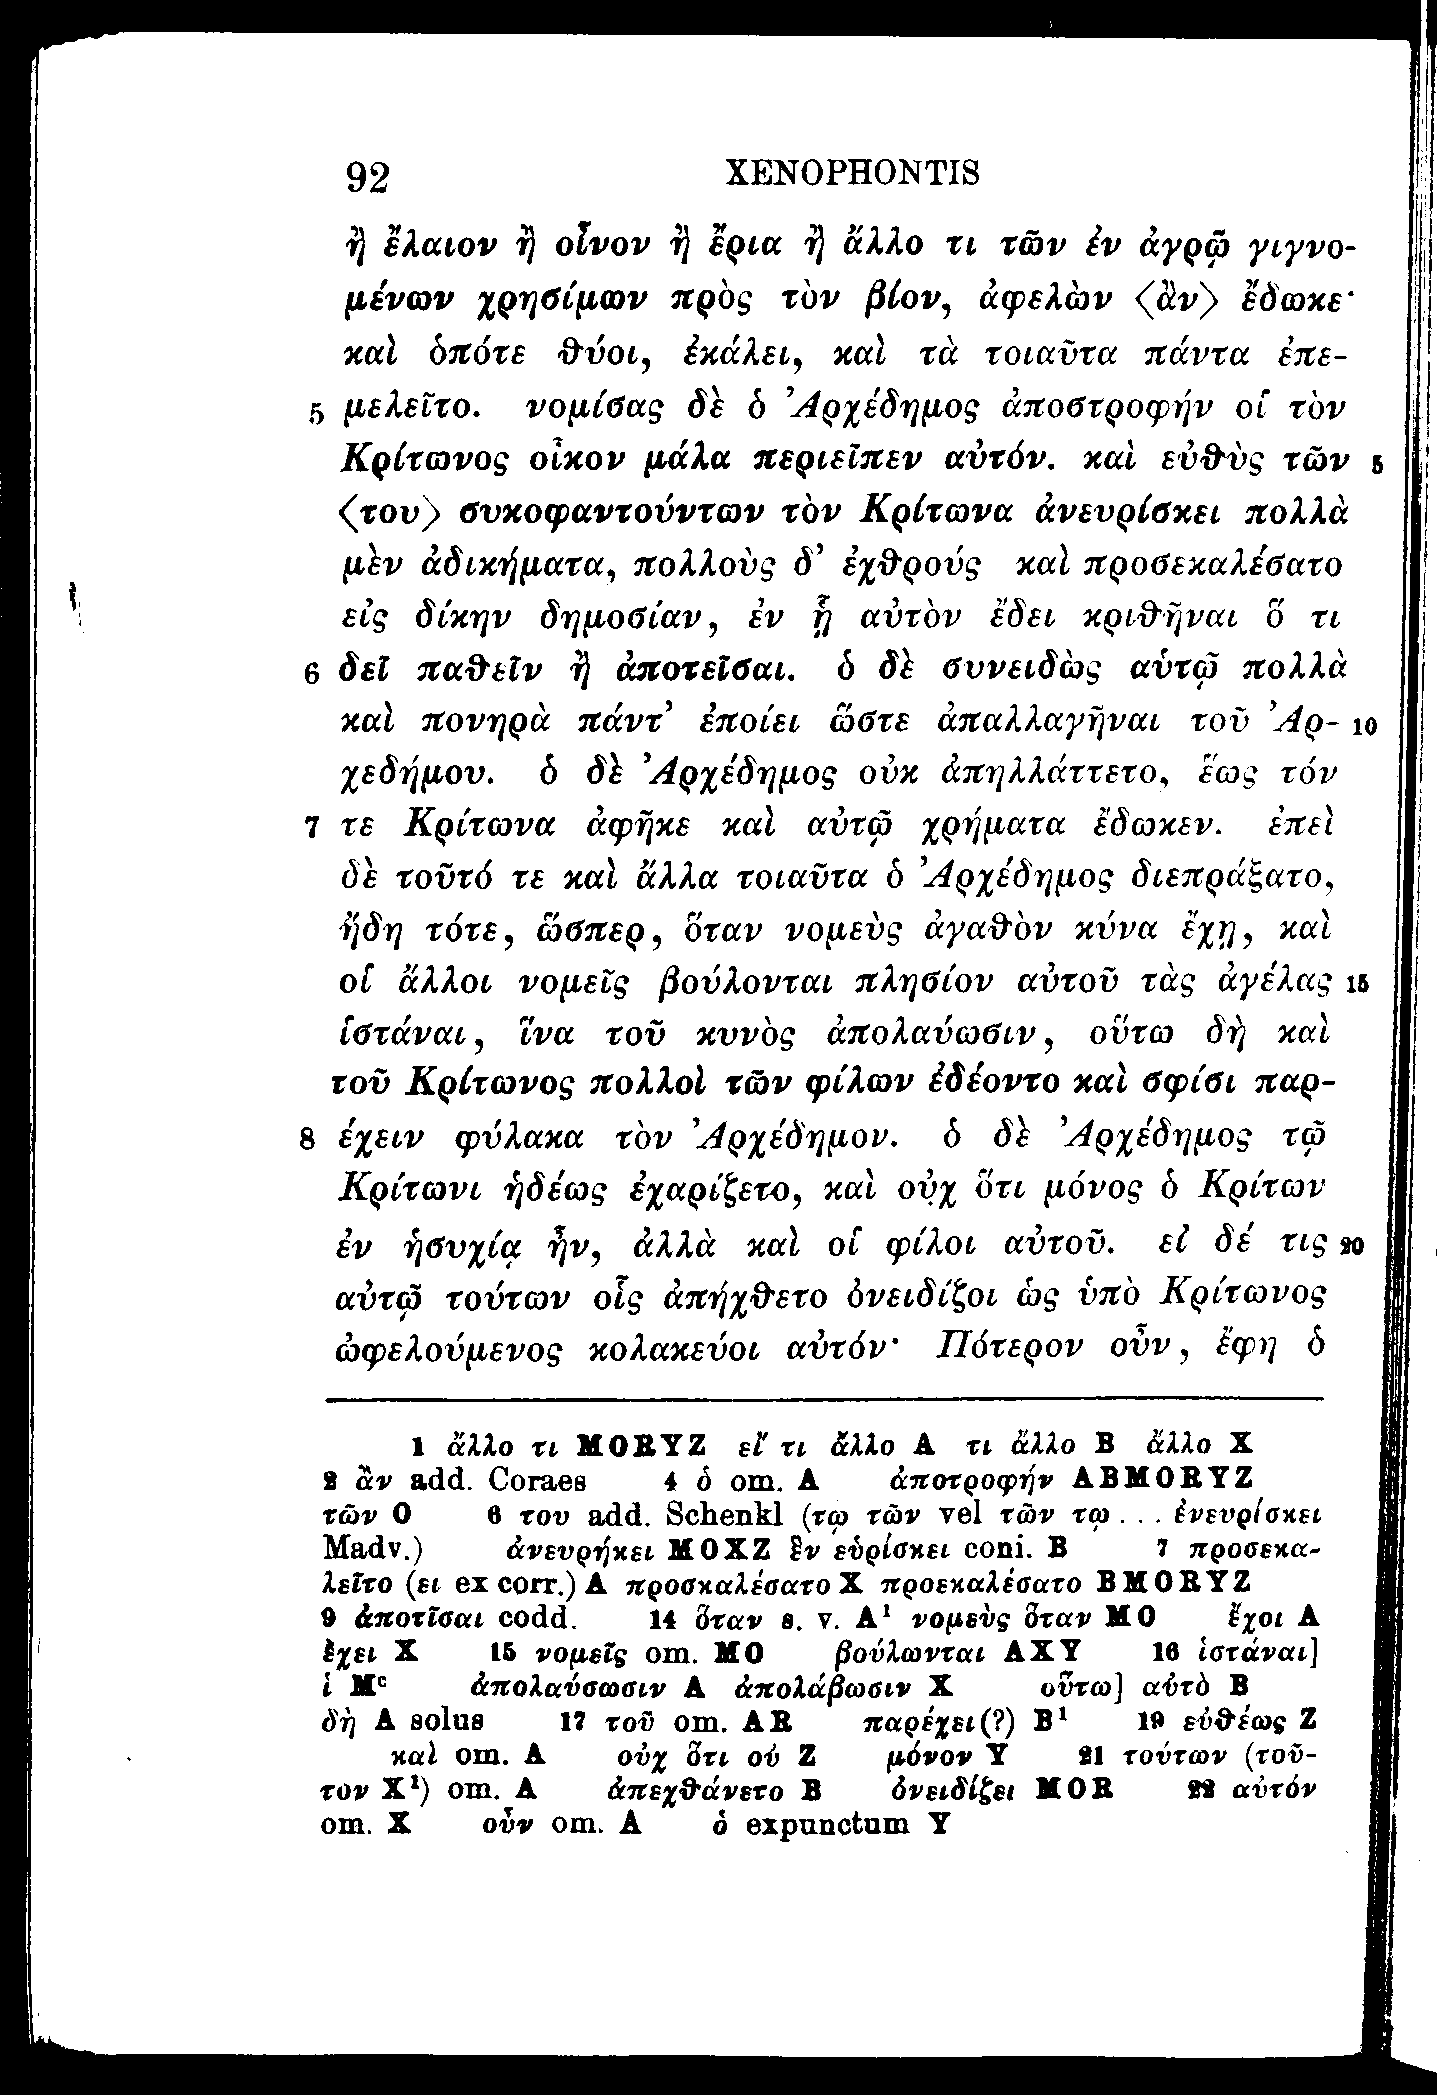 92 XENOPHONTIS
ἢ ἔλαιον ἢ οἶνον ἢ ἔρια ἢ ἄλλο τι τῶν ἐν ἀγρῷ γιγνο-
μένων χρησίμων πρὸς τὸν βίον, ἀφελὼν ⟨ἂν⟩ ἔδωκε·
καὶ ὁπότε θύοι, ἐκάλει, καὶ τὰ τοιαῦτα πάντα ἐπε-
5 μελεῖτο. νομίσας δὲ ὁ Ἀρχέδημος ἀποστροφήν οἱ τὸν
Κρίτωνος οἶκον μάλα περιεῖπεν αὐτόν. καὶ εὐθὺς τῶν 5
⟨του⟩ συκοφαντούντων τὸν Κρίτωνα ἀνευρίσκει πολλὰ
μὲν ἀδικήματα, πολλοὺς δ’ ἐχθρούς καὶ προσεκαλέσατο
εἰς δίκην δημοσίαν, ἐν ᾗ αὐτὸν ἔδει κριθῆναι ὅ τι
6 δεῖ παθεῖν ἢ ἀποτεῖσαι. ὁ δὲ συνειδὼς αὑτῷ πολλὰ
καὶ πονηρὰ πάντ’ ἐποίει ὥστε ἀπαλλαγῆναι τοῦ Ἀρ- 10
χεδήμου. ὁ δὲ Ἀρχέδημος οὐκ ἀπηλλάττετο, ἕως τόν
7 τε Κρίτωνα ἀφῆκε καὶ αὐτῷ χρήματα ἔδωκεν. ἐπεὶ
δὲ τοῦτό τε καὶ ἄλλα τοιαῦτα ὁ Ἀρχέδημος διεπράξατο,
ἤδη τότε, ὥσπερ, ὅταν νομεὺς ἀγαθὸν κύνα ἔχῃ, καὶ
οἱ ἄλλοι νομεῖς βούλονται πλησίον αὐτοῦ τὰς ἀγέλας 15
ἱστάναι, ἵνα τοῦ κυνὸς ἀπολαύωσιν, οὕτω δὴ καὶ
τοῦ Κρίτωνος πολλοὶ τῶν φίλων ἐδέοντο καὶ σφίσι παρ-
8 έχειν φύλακα τὸν Ἀρχέδημον. ὁ δὲ Ἀρχέδημος τῷ
Κρίτωνι ἡδέως ἐχαρίζετο, καὶ οὐχ ὅτι μόνος ὁ Κρίτων
ἐν ἡσυχίᾳ ἦν, ἀλλὰ καὶ οἱ φίλοι αὐτοῦ. εἰ δέ τις 20
αὐτῷ τούτων οἷς ἀπήχθετο ὀνειδίζοι ὡς ὑπὸ Κρίτωνος
ὠφελούμενος κολακεύοι αὐτόν· Πότερον οὖν, ἔφη ὁ
1 ἄλλο τι MORYZ εἴ τι ἄλλο A τι ἄλλο B ἄλλο X
2 ἂν add. Coraes 4 ὁ om. A ἀποτροφήν ABMORYZ
τῶν O 6 του add. Schenkl (τῳ τῶν vel τῶν τῳ . . . ἐνευρίσκει
Madv.) ἀνευρήκει MOXZ ἓν εὑρίσκει coni. B 7 προσεκα-
λεῖτο (ει ex corr.) A προσκαλέσατο X προεκαλέσατο BMORYZ
9 ἀποτῖσαι codd. 14 ὅταν s. v. A¹ νομεὺς ὅταν MO ἔχοι A
ἔχει X 15 νομεῖς om. MO βούλωνται AXY 16 ἱστάναι]
ἱ Mᶜ ἀπολαύσωσιν A ἀπολάβωσιν X οὕτω] αὐτὸ B
δὴ A solus 17 τοῦ om. AR παρέχει(?) B¹ 19 εὐθέως Z
καὶ om. A οὐχ ὅτι οὐ Z μόνον Y 21 τούτων (τοῦ-
τον X¹) om. A ἀπεχθάνετο B ὀνειδίζει MOR 22 αὐτόν
om. X οὖν om. A ὁ expunctum Y